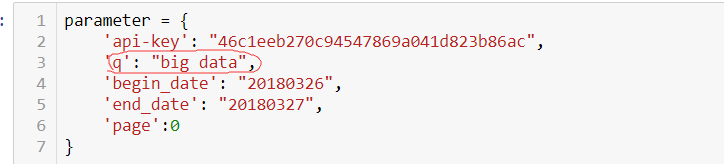 1 parameter = {
2 'api-key': "46c1eeb270c94547869a041d823b86ac",
3 'q': "big data",
4 'begin_date': "20180326",
5 'end_date': "20180327",
6 'page':0
7 }